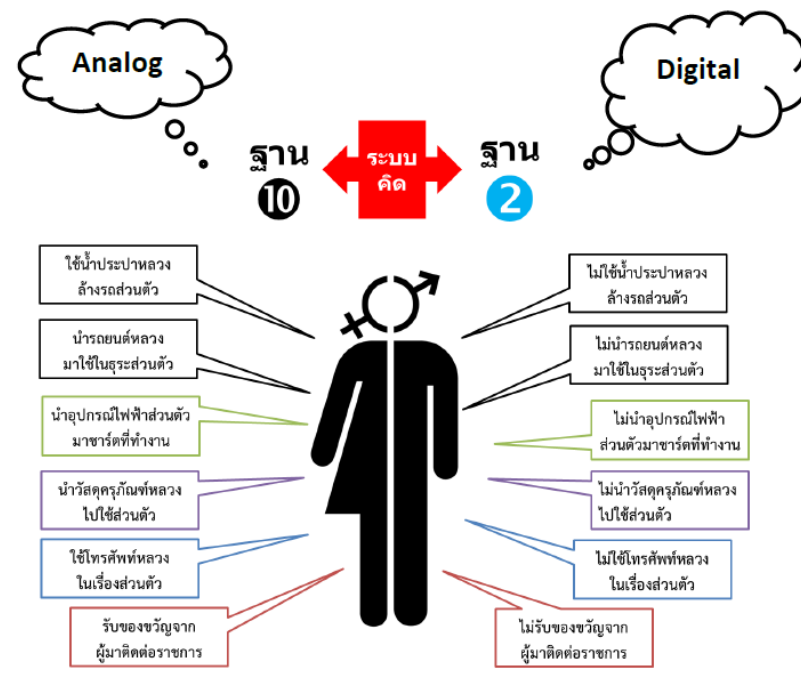 Analog
Digital
ฐาน
10
ระบบ
คิด
ฐาน
2
ใช้น้ำประปาหลวง
ล้างรถส่วนตัว
นำรถยนต์หลวง
มาใช้ในธุระส่วนตัว
นำอุปกรณ์ไฟฟ้าส่วนตัว
มาชาร์ตที่ทำงาน
นำวัสดุครุภัณฑ์หลวง
ไปใช้ส่วนตัว
ใช้โทรศัพท์หลวง
ในเรื่องส่วนตัว
รับของขวัญจาก
ผู้มาติดต่อราชการ
ไม่ใช้น้ำประปาหลวง
ล้างรถส่วนตัว
ไม่นำรถยนต์หลวง
มาใช้ในธุระส่วนตัว
ไม่นำอุปกรณ์ไฟฟ้า
ส่วนตัวมาชาร์ตที่ทำงาน
ไม่นำวัสดุครุภัณฑ์หลวง
ไปใช้ส่วนตัว
ไม่ใช้โทรศัพท์หลวง
ในเรื่องส่วนตัว
ไม่รับของขวัญจาก
ผู้มาติดต่อราชการ